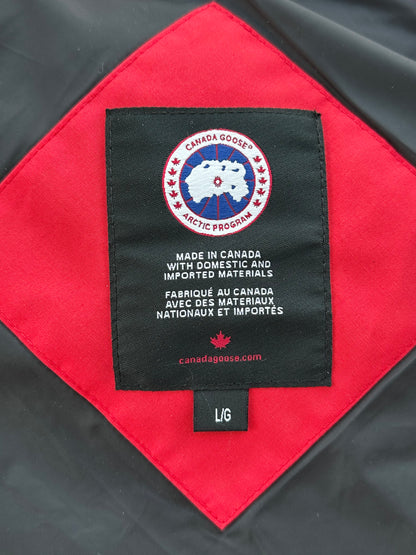 CANADA GOOSE®
ARCTIC PROGRAM
MADE IN CANADA
WITH DOMESTIC AND
IMPORTED MATERIALS
FABRIQUÉ AU CANADA
AVEC DES MATERIAUX
NATIONAUX ET IMPORTÉS
canadagoose.com
L/G